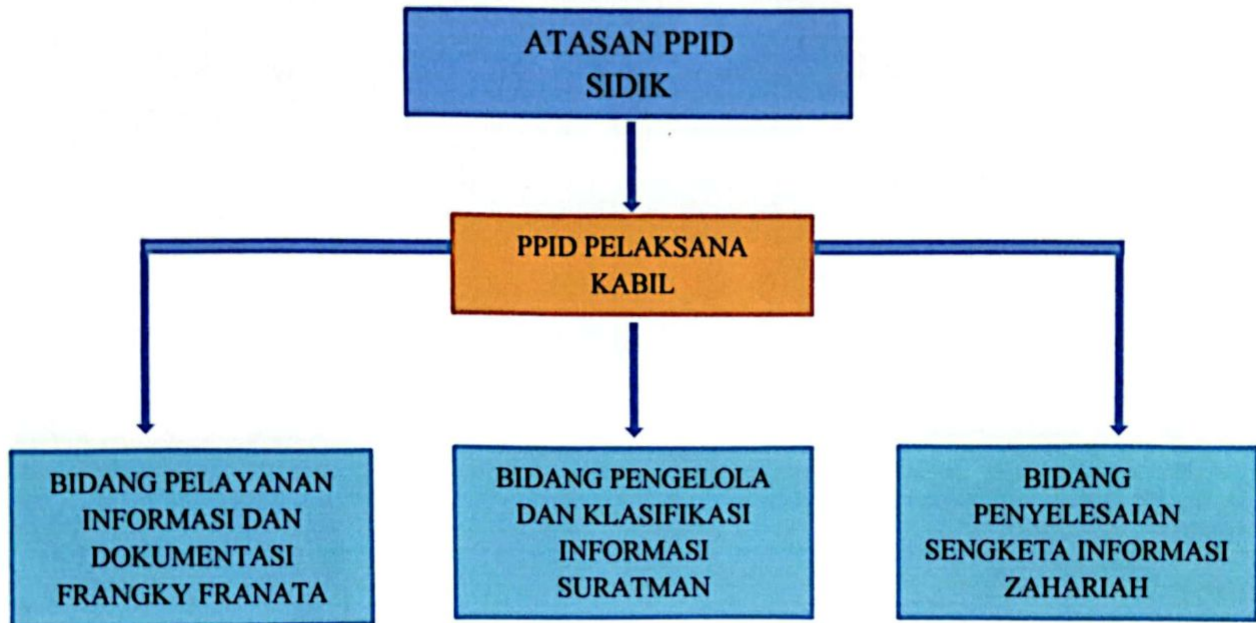 ATASAN PPID
SIDIK
PPID PELAKSANA
KABIL
BIDANG PELAYANAN
INFORMASI DAN
DOKUMENTASI
FRANGKY FRANATA
BIDANG PENGELOLA
DAN KLASIFIKASI
INFORMASI
SURATMAN
BIDANG
PENYELESAIAN
SENGKETA INFORMASI
ZAHARIAH